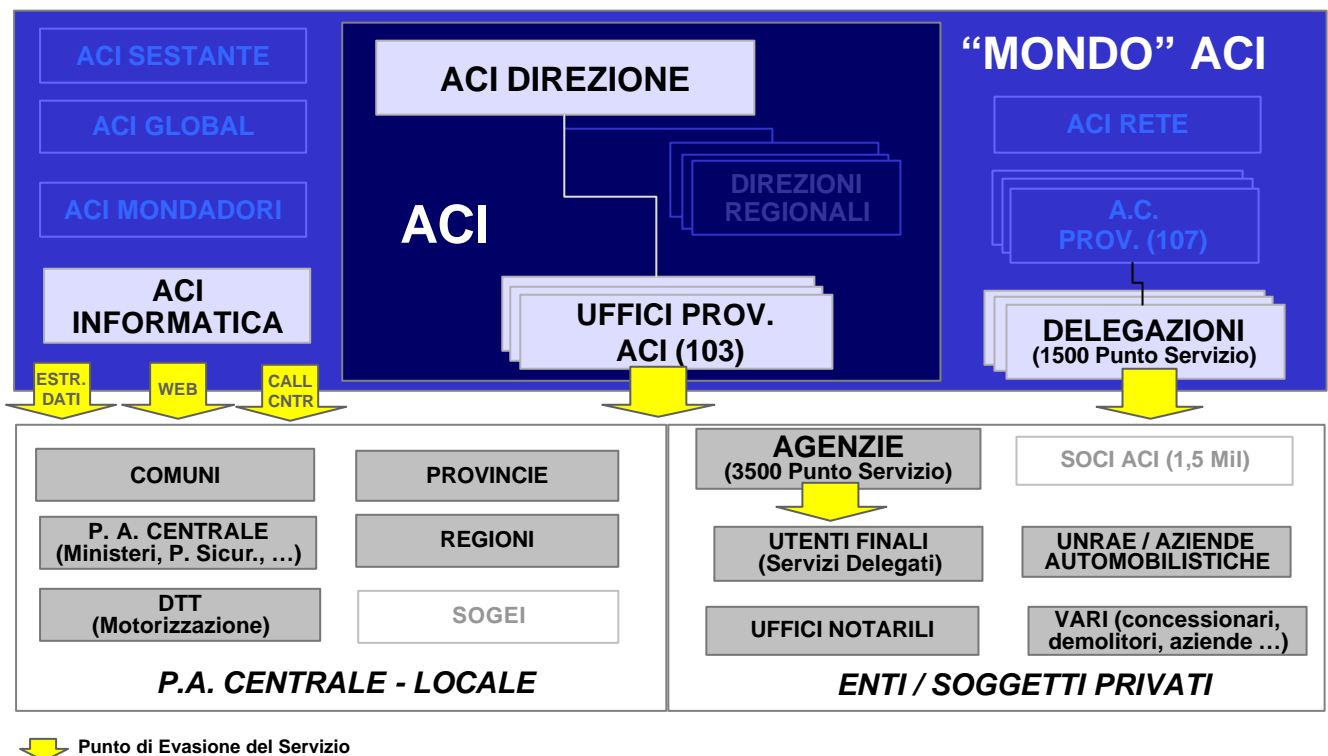 “MONDO” ACI
ACI SESTANTE
ACI GLOBAL
ACI MONDADORI
ACI
INFORMATICA
ACI DIREZIONE
DIREZIONI
REGIONALI
ACI
UFFICI PROV.
ACI (103)
ACI RETE
A.C.
PROV. (107)
DELEGAZIONI
(1500 Punto Servizio)
ESTR.
DATI
WEB
CALL
CNTR
COMUNI
PROVINCIE
P. A. CENTRALE
(Ministeri, P. Sicur., …)
REGIONI
DTT
(Motorizzazione)
SOGEI
P.A. CENTRALE - LOCALE
AGENZIE
(3500 Punto Servizio)
SOCI ACI (1,5 Mil)
UTENTI FINALI
(Servizi Delegati)
UNRAE / AZIENDE
AUTOMOBILISTICHE
UFFICI NOTARILI
VARI (concessionari,
demolitori, aziende …)
ENTI / SOGGETTI PRIVATI
Punto di Evasione del Servizio